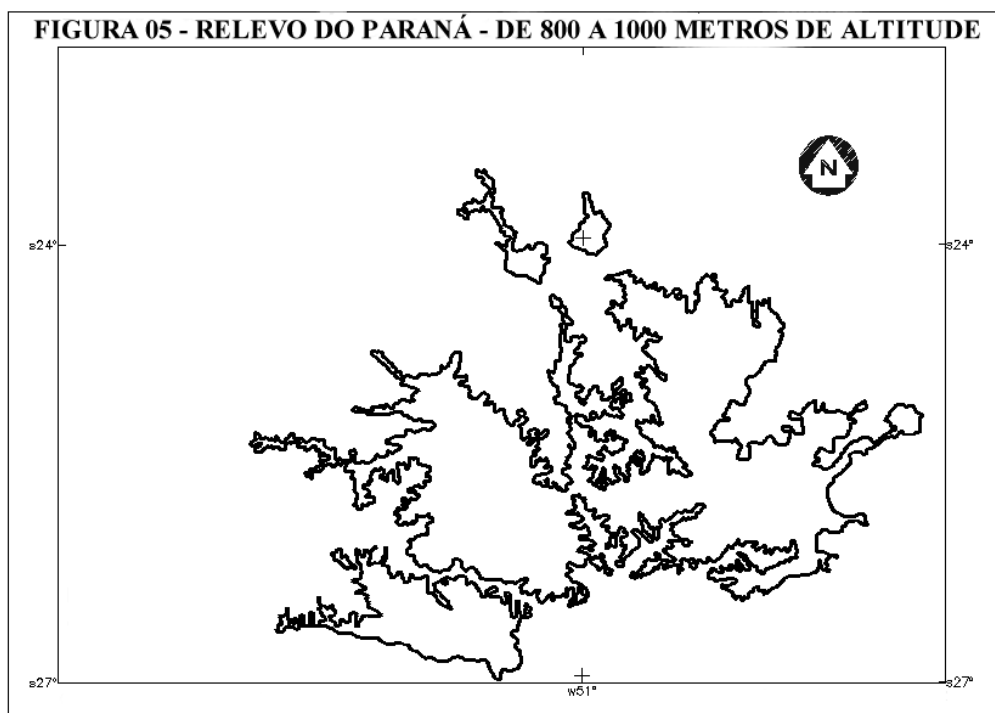 FIGURA 05 - RELEVO DO PARANÁ - DE 800 A 1000 METROS DE ALTITUDE
N
s24° s24°
s27° w51° s27°